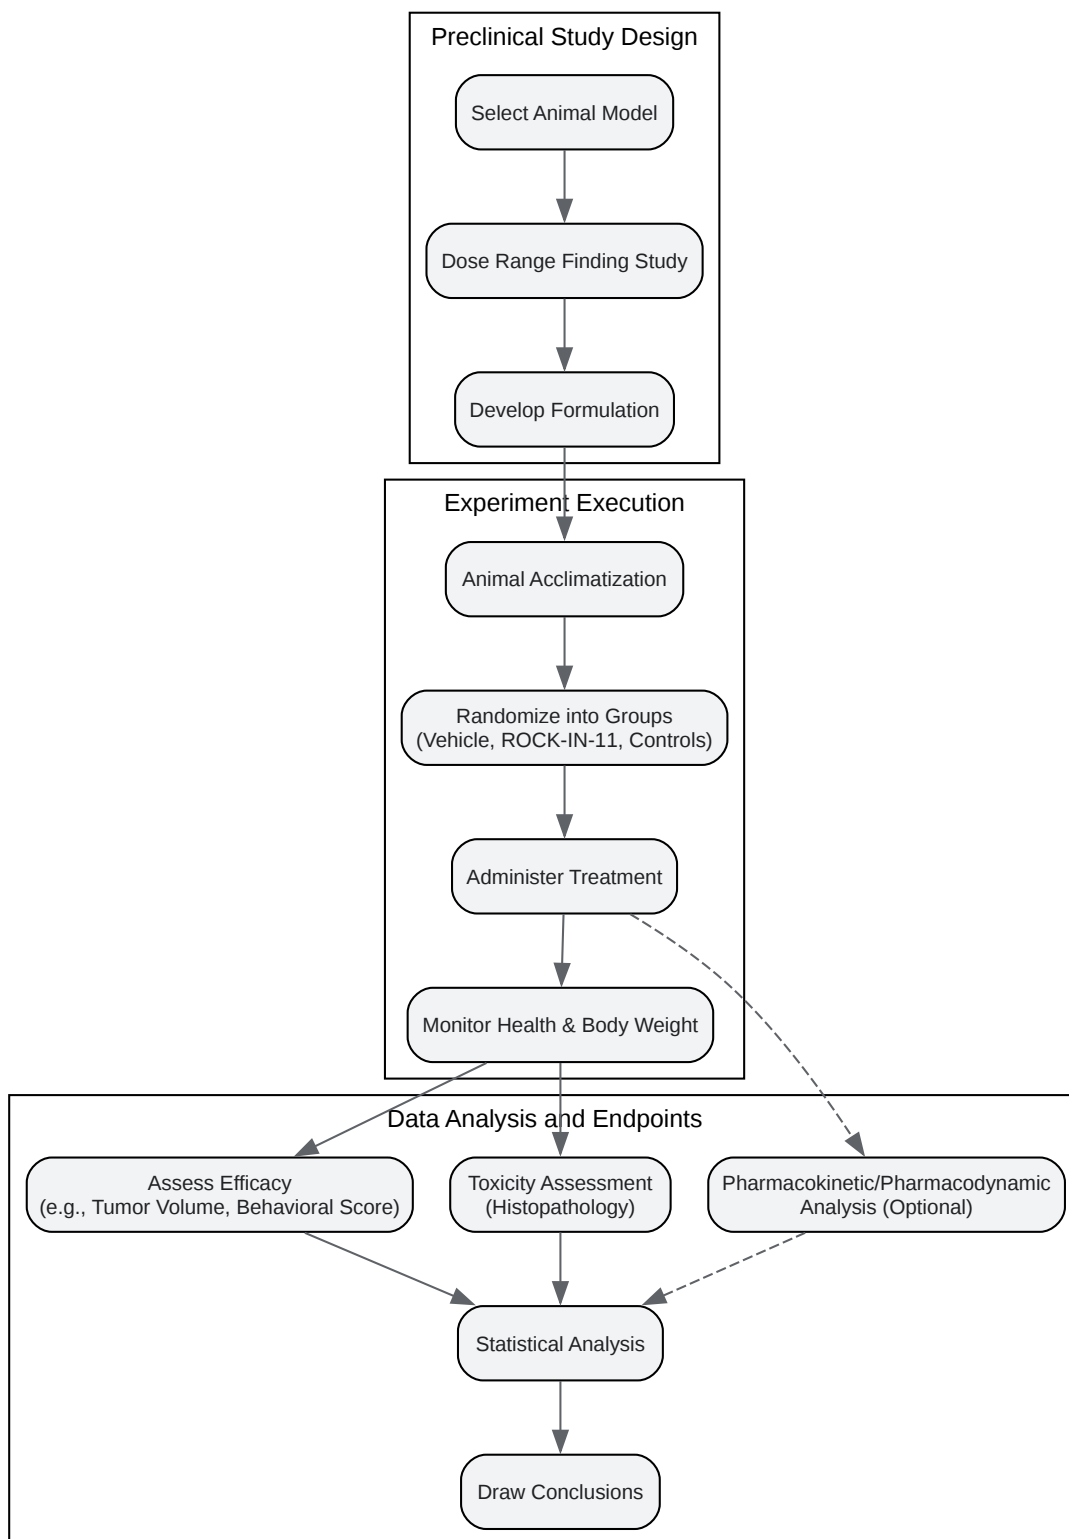 Preclinical Study Design
Select Animal Model
Dose Range Finding Study
Develop Formulation
Experiment Execution
Animal Acclimatization
Randomize into Groups
(Vehicle, ROCK-IN-11, Controls)
Administer Treatment
Monitor Health & Body Weight
Data Analysis and Endpoints
Assess Efficacy
(e.g., Tumor Volume, Behavioral Score)
Toxicity Assessment
(Histopathology)
Pharmacokinetic/Pharmacodynamic
Analysis (Optional)
Statistical Analysis
Draw Conclusions